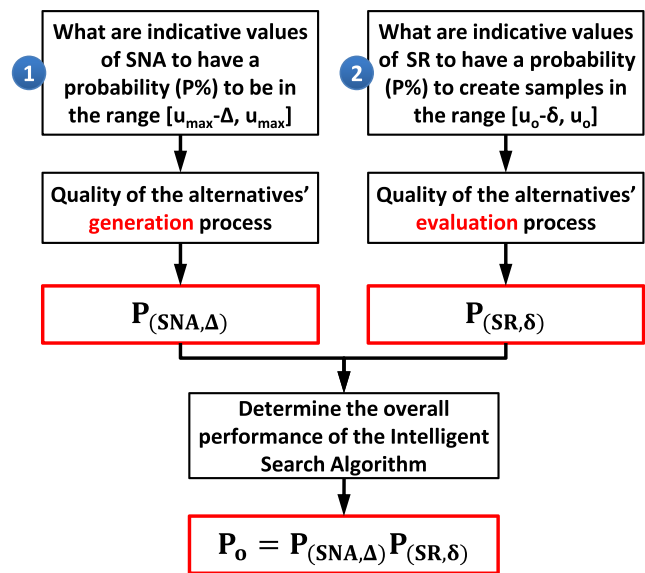 1
What are indicative values
of SNA to have a
probability (P%) to be in
the range [uₘₐₓ-Δ, uₘₐₓ]
2
What are indicative values
of SR to have a probability
(P%) to create samples in
the range [uₒ-δ, uₒ]
Quality of the alternatives’
generation process
Quality of the alternatives’
evaluation process
P(SNA,Δ)
P(SR,δ)
Determine the overall
performance of the Intelligent
Search Algorithm
Pₒ = P(SNA,Δ)P(SR,δ)